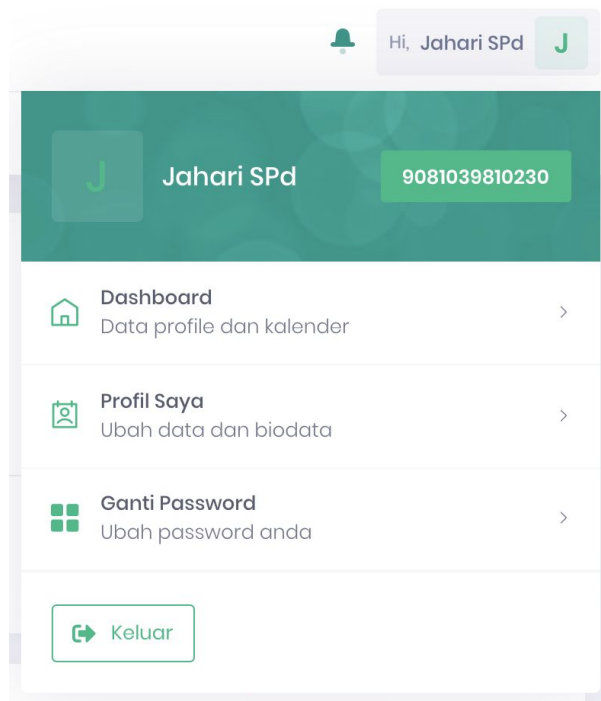 Hi, Jahari SPd J
J Jahari SPd 9081039810230
Dashboard
Data profile dan kalender
Profil Saya
Ubah data dan biodata
Ganti Password
Ubah password anda
Keluar